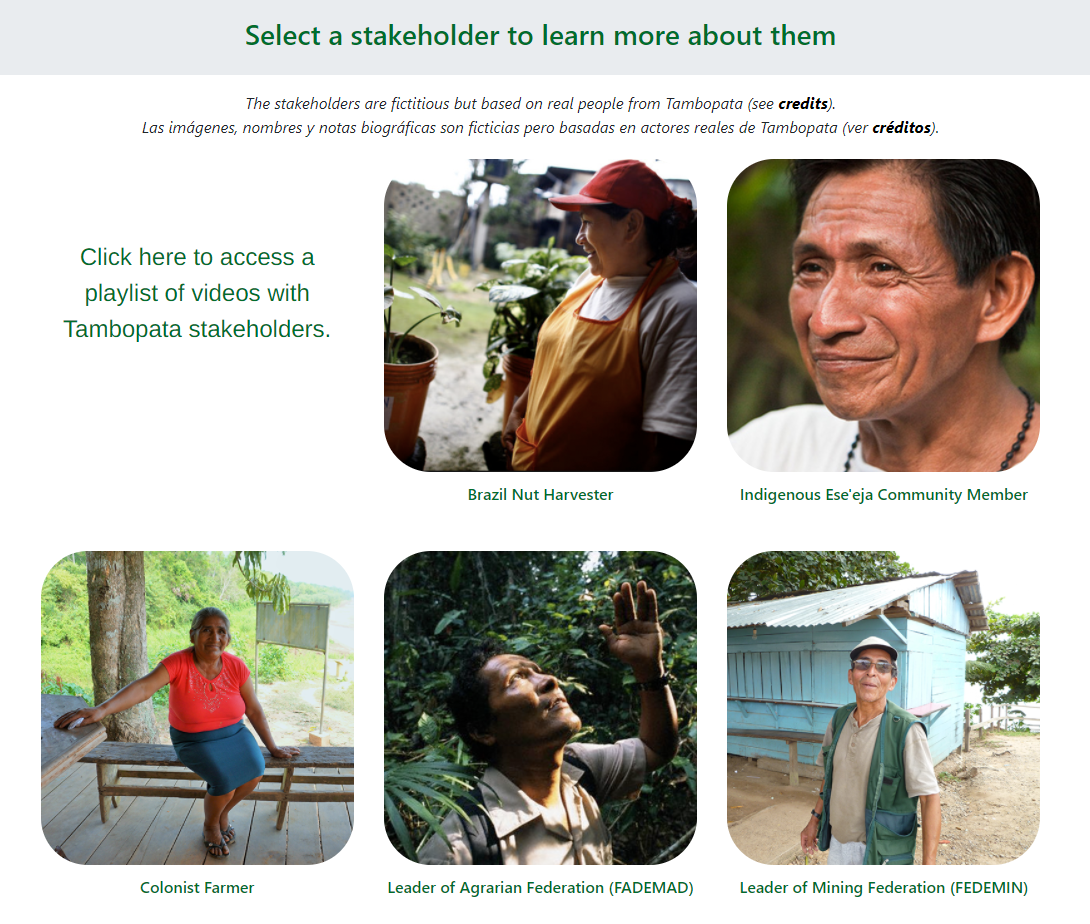 Select a stakeholder to learn more about them
The stakeholders are fictitious but based on real people from Tambopata (see credits).
Las imágenes, nombres y notas biográficas son ficticias pero basadas en actores reales de Tambopata (ver créditos).
Click here to access a
playlist of videos with
Tambopata stakeholders.
Brazil Nut Harvester
Indigenous Ese'eja Community Member
Colonist Farmer
Leader of Agrarian Federation (FADEMAD)
Leader of Mining Federation (FEDEMIN)